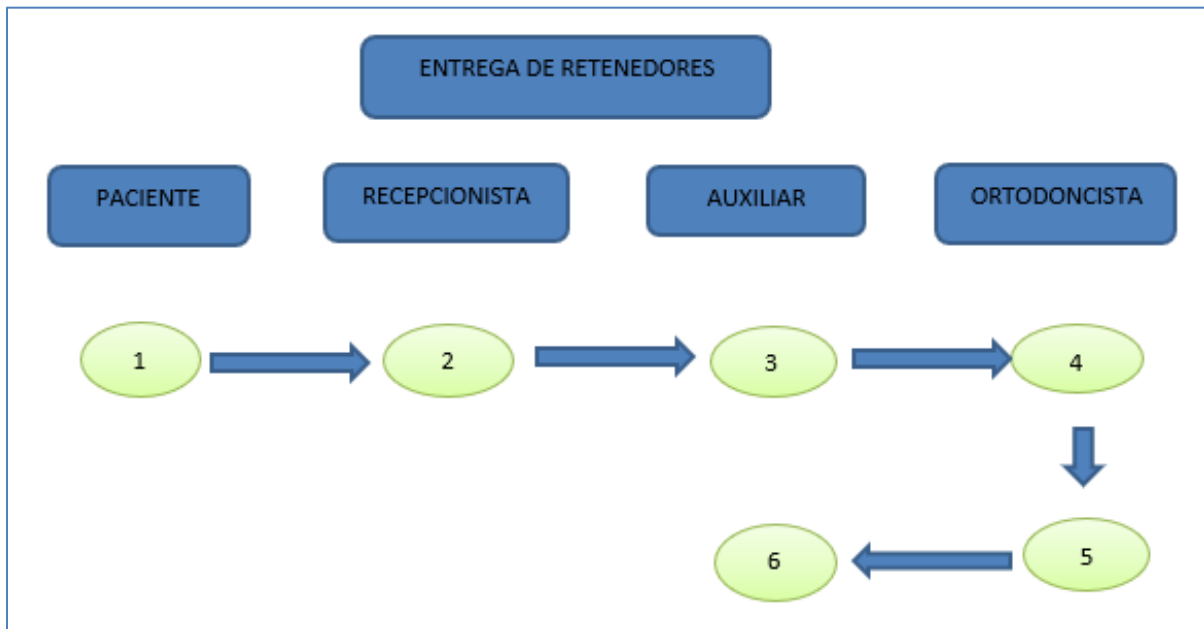 ENTREGA DE RETENEDORES
PACIENTE
RECEPCIONISTA
AUXILIAR
ORTODONCISTA
1
2
3
4
6
5